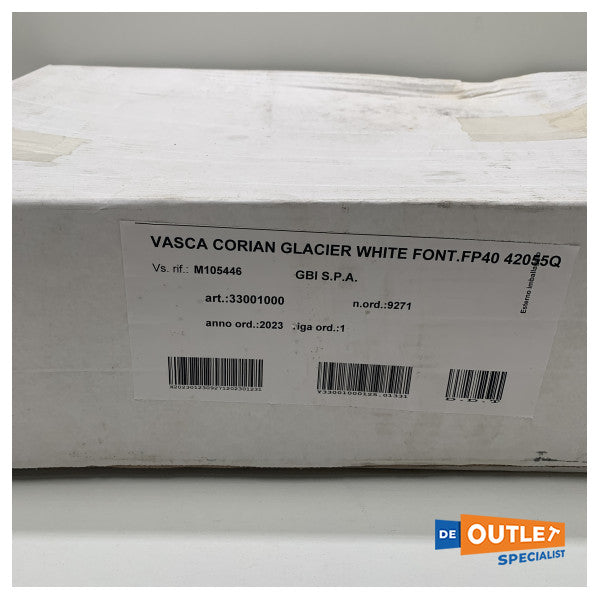 VASCA CORIAN GLACIER WHITE FONT.FP40 42055Q
Vs. rif.: M105446 GBI S.P.A.
art.:33001000 n.ord.:9271
anno ord.:2023 .iga ord.:1
Esterno imballo
DE OUTLET
SPECIALIST